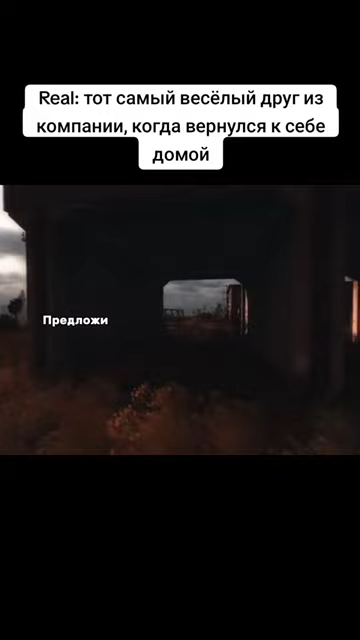 Real: тот самый весёлый друг из
компании, когда вернулся к себе
домой
Предложи